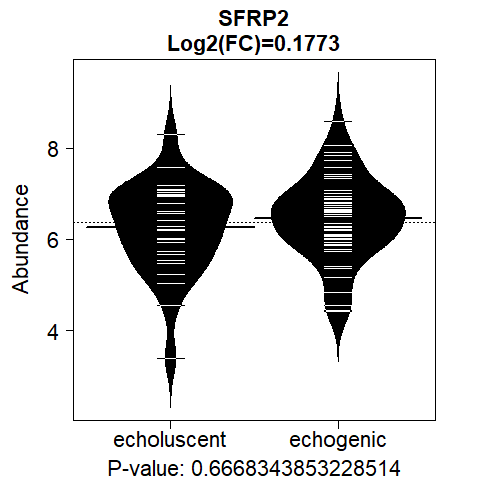 SFRP2
Log2(FC)=0.1773
Abundance
8
6
4
echoluscent echogenic
P-value: 0.6668343853228514